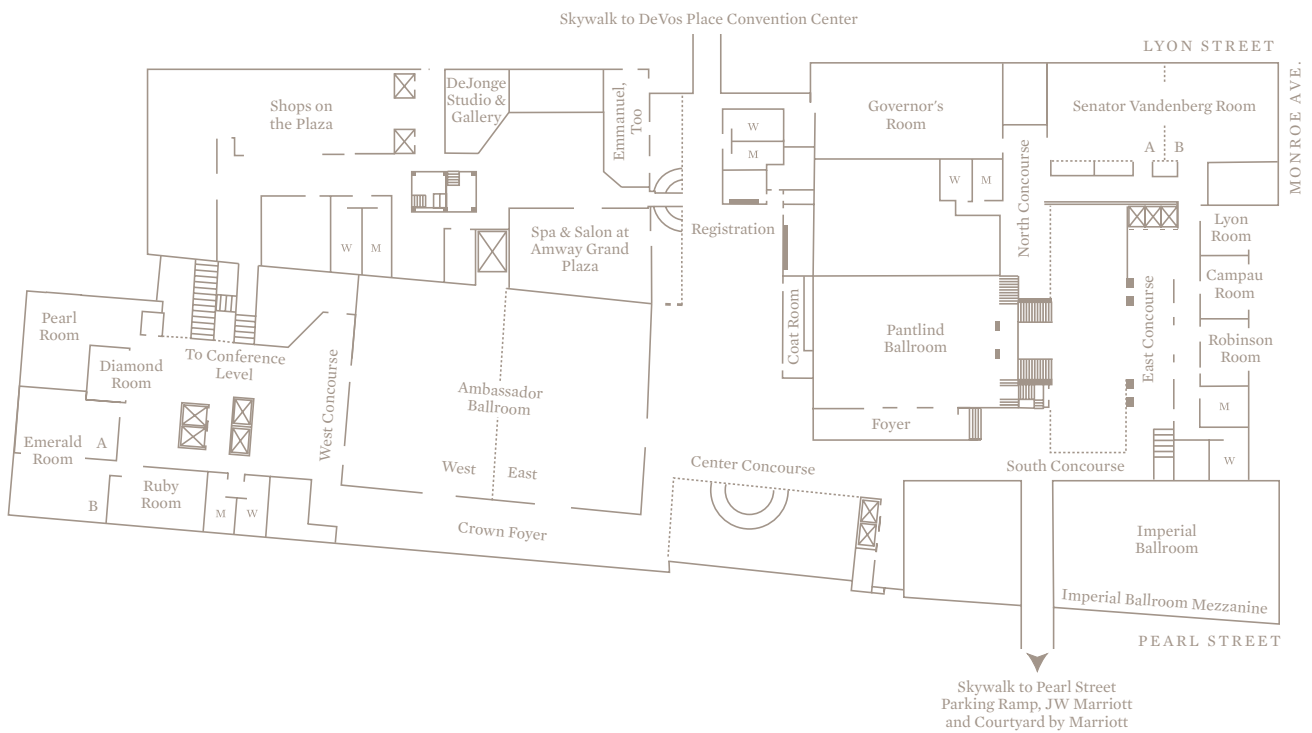 Skywalk to DeVos Place Convention Center
LYON STREET
MONROE AVE.
Shops on
the Plaza
DeJonge
Studio &
Gallery
Emmanuel,
Too
W
M
Governor's
Room
Senator Vandenberg Room
A
B
W
M
North Concourse
Registration
Spa & Salon at
Amway Grand
Plaza
W
M
Lyon
Room
Campau
Room
Robinson
Room
East Concourse
M
W
Coat Room
Pantlind
Ballroom
Foyer
Pearl
Room
Diamond
Room
To Conference
Level
West Concourse
Ambassador
Ballroom
West
East
Emerald
Room
A
B
Ruby
Room
M
W
Crown Foyer
Center Concourse
South Concourse
Imperial
Ballroom
Imperial Ballroom Mezzanine
PEARL STREET
Skywalk to Pearl Street
Parking Ramp, JW Marriott
and Courtyard by Marriott